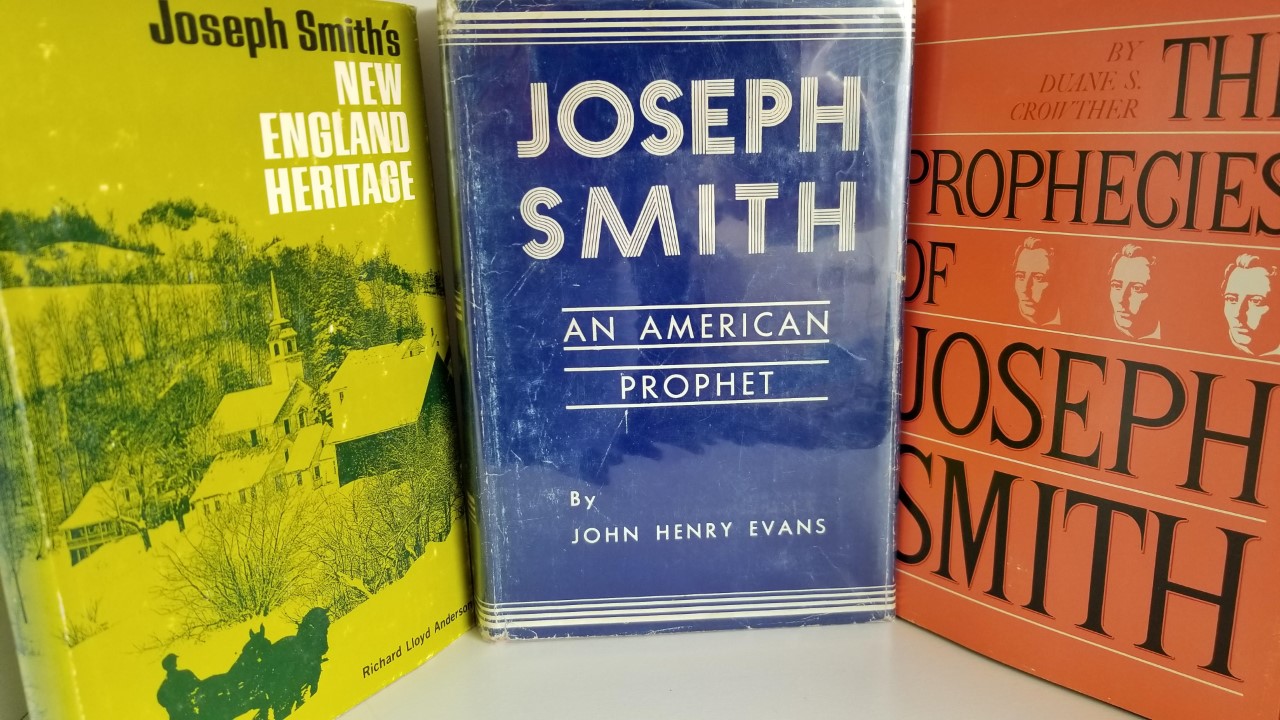 Joseph Smith's
NEW
ENGLAND
HERITAGE
Richard Lloyd Anderson
JOSEPH
SMITH
AN AMERICAN
PROPHET
By
JOHN HENRY EVANS
BY
DUANE S.
CROWTHER
THE
PROPHECIES
OF
JOSEPH
SMITH